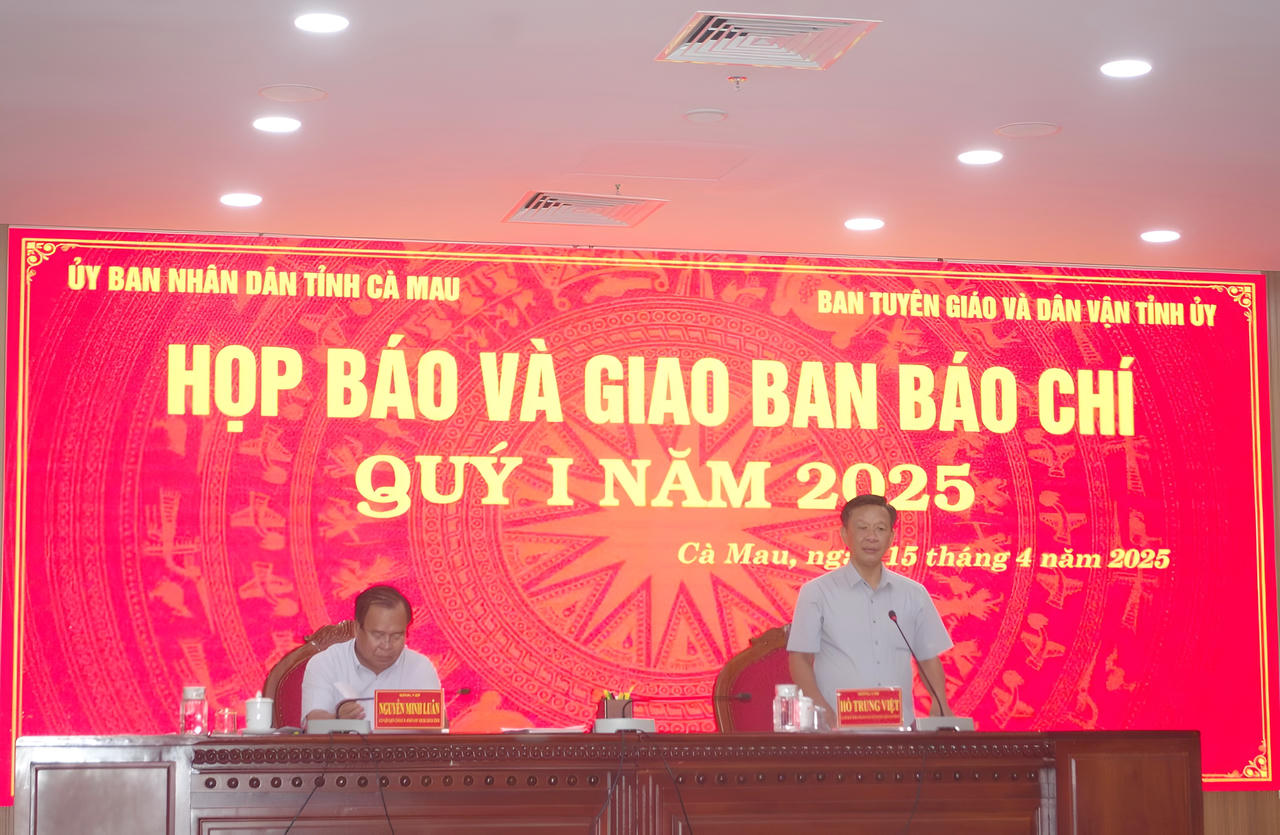 ỦY BAN NHÂN DÂN TỈNH CÀ MAU
BAN TUYÊN GIÁO VÀ DÂN VẬN TỈNH ỦY
HỌP BÁO VÀ GIAO BAN BÁO CHÍ
QUÝ I NĂM 2025
Cà Mau, ngày 15 tháng 4 năm 2025
NGUYỄN MINH LUÂN
HỒ TRUNG VIỆT